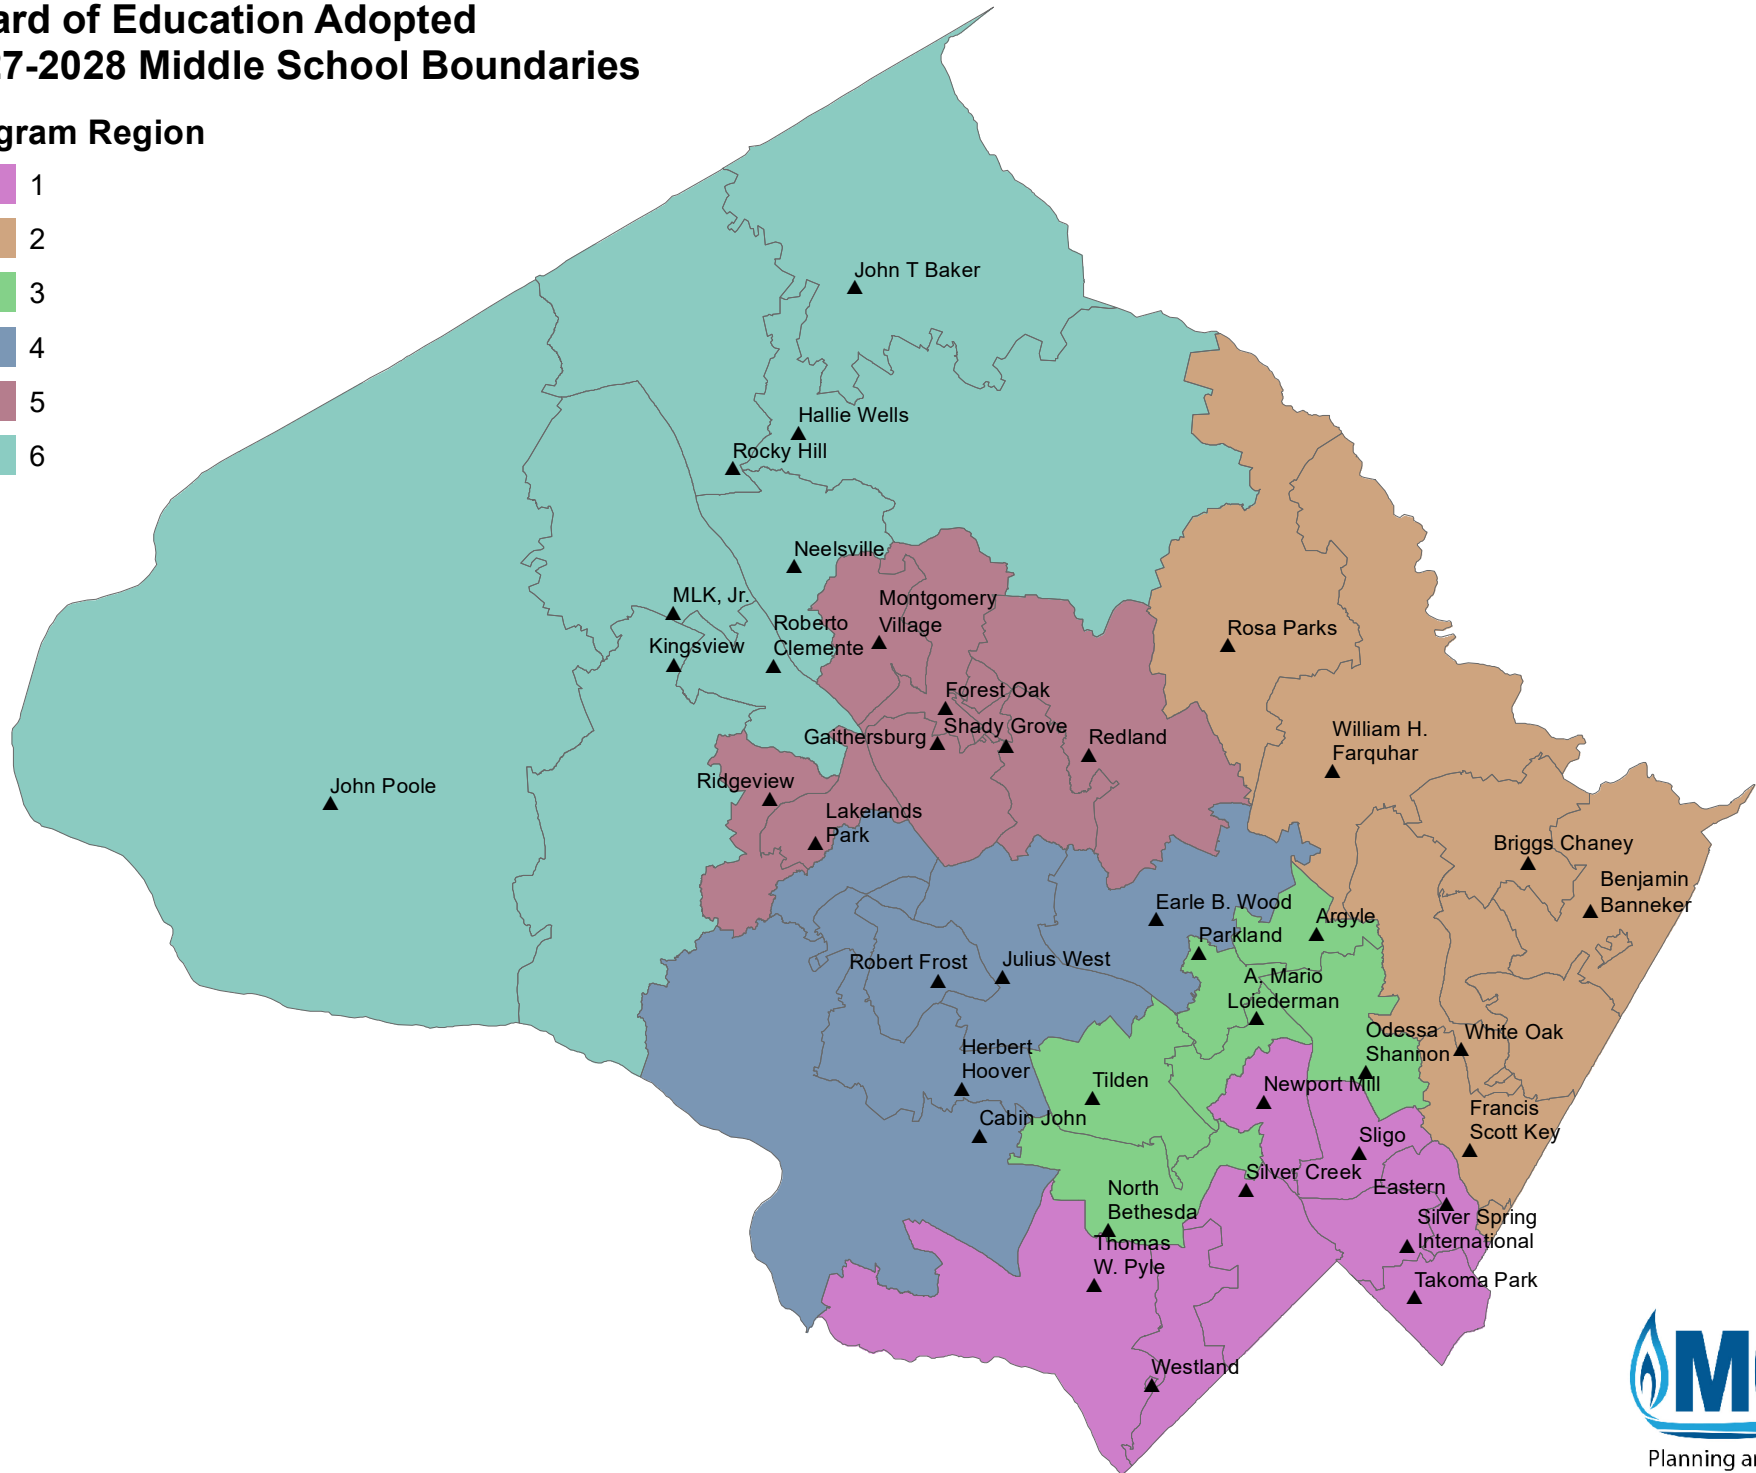 ard of Education Adopted
27-2028 Middle School Boundaries
gram Region
1
2
3
4
5
6
John T Baker
Hallie Wells
Rocky Hill
Neelsville
MLK, Jr.
Montgomery
Village
Roberto
Clemente
Kingsview
Rosa Parks
Forest Oak
Shady Grove
Gaithersburg
Redland
William H.
Farquhar
John Poole
Ridgeview
Lakelands
Park
Briggs Chaney
Benjamin
Banneker
Earle B. Wood
Argyle
Parkland
Robert Frost
Julius West
A. Mario
Loiederman
Odessa
Shannon
White Oak
Herbert
Hoover
Tilden
Newport Mill
Cabin John
Francis
Scott Key
Sligo
Silver Creek
Eastern
North
Bethesda
Silver Spring
International
Thomas
W. Pyle
Takoma Park
Westland
M
Planning a